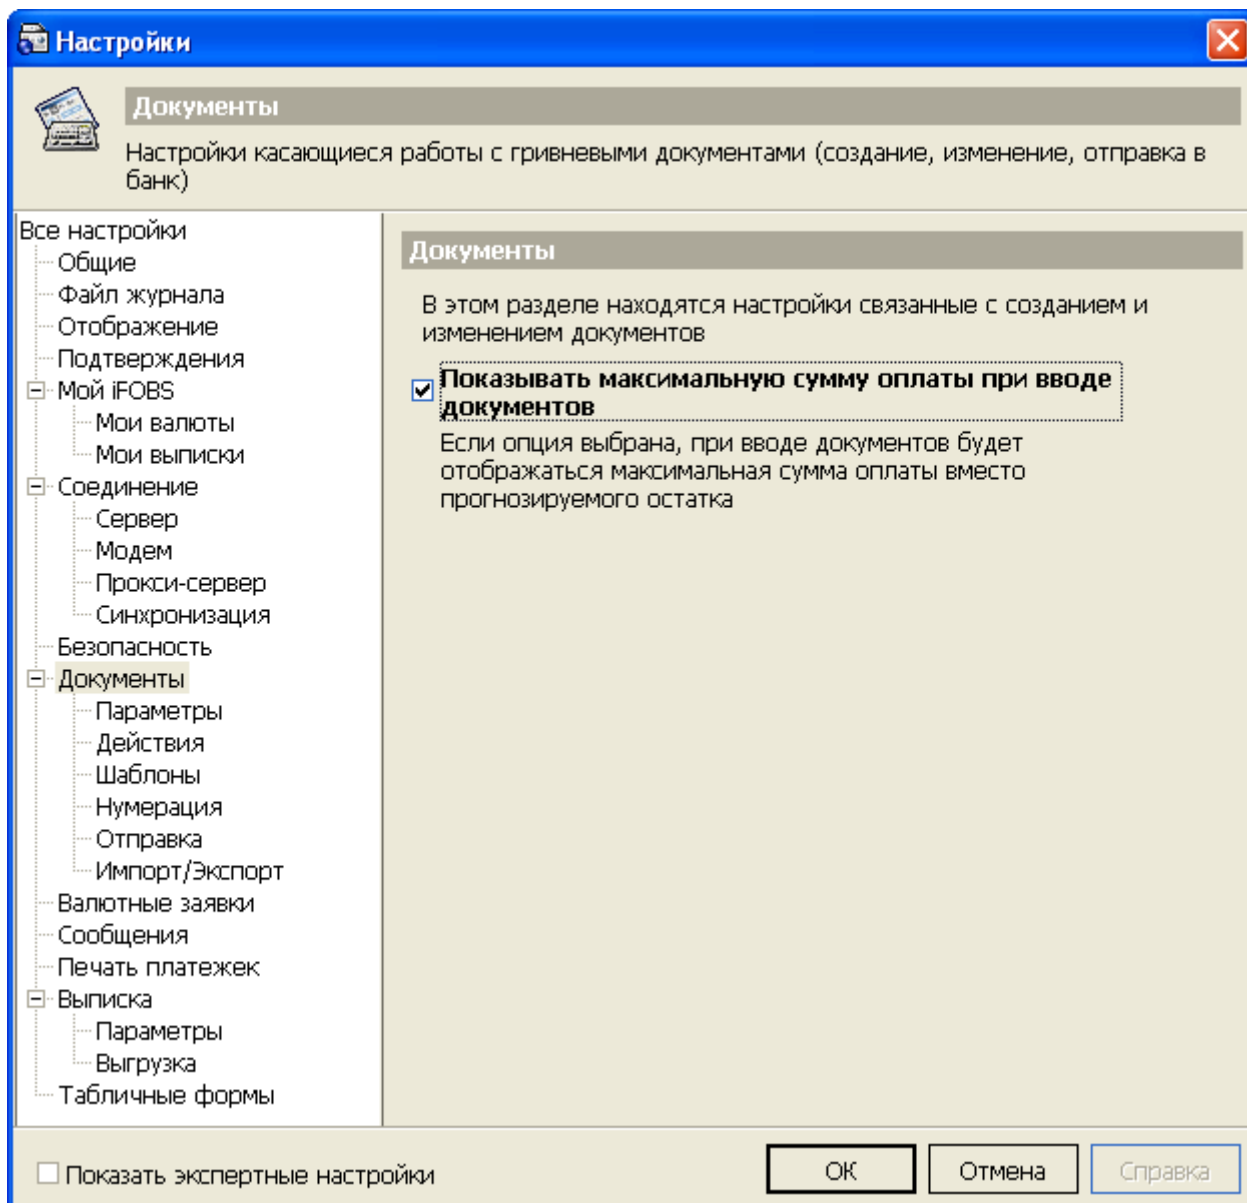 Настройки
Документы
Настройки касающиеся работы с гривневыми документами (создание, изменение, отправка в
банк)
Все настройки
Общие
Файл журнала
Отображение
Подтверждения
Мой iFOBS
Мои валюты
Мои выписки
Соединение
Сервер
Модем
Прокси-сервер
Синхронизация
Безопасность
Документы
Параметры
Действия
Шаблоны
Нумерация
Отправка
Импорт/Экспорт
Валютные заявки
Сообщения
Печать платежек
Выписка
Параметры
Выгрузка
Табличные формы
Документы
В этом разделе находятся настройки связанные с созданием и
изменением документов
Показывать максимальную сумму оплаты при вводе
документов
Если опция выбрана, при вводе документов будет
отображаться максимальная сумма оплаты вместо
прогнозируемого остатка
Показать экспертные настройки
ОК
Отмена
Справка